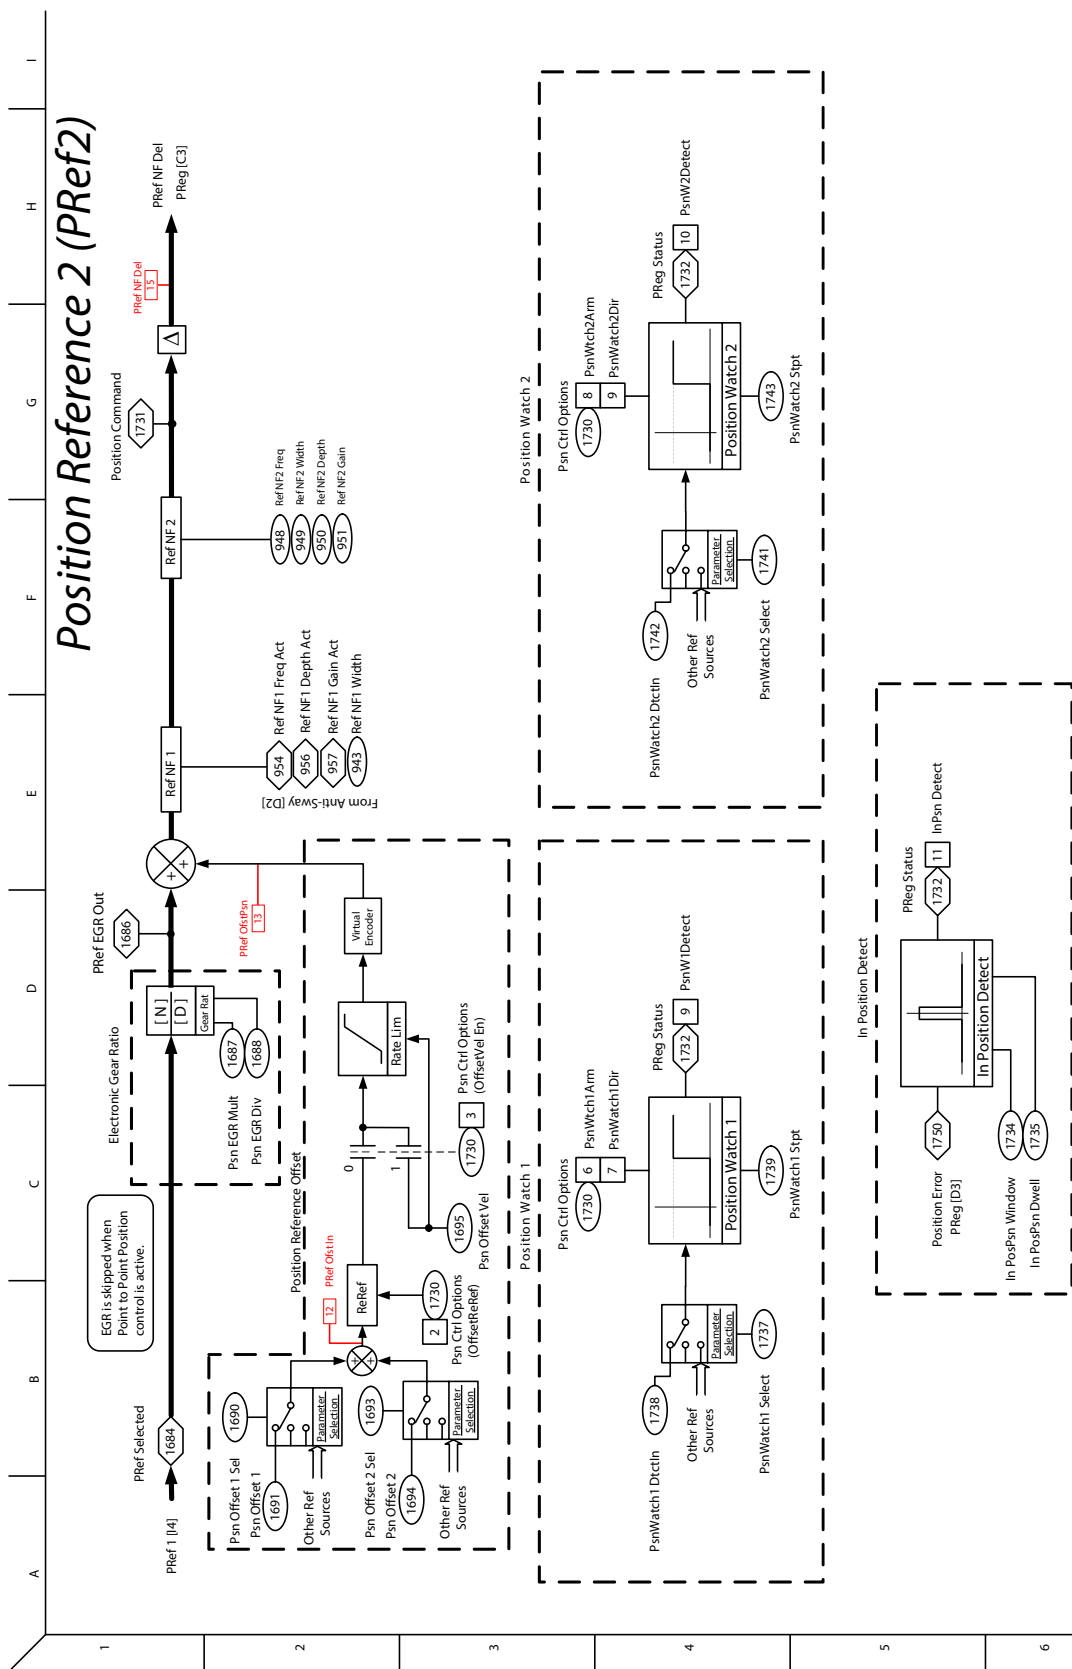 Position Reference 2 (PRef2)
A
B
C
D
E
F
G
H
I
1
2
3
4
5
6
PRef 1 [I4]
PRef Selected
1684
EGR is skipped when
Point to Point Position
control is active.
Electronic Gear Ratio
[ N ]
[ D ]
Gear Rat
1687
1688
Psn EGR Mult
Psn EGR Div
PRef EGR Out
1686
+
+
PRef OfstPsn
13
Ref NF 1
954
Ref NF1 Freq Act
956
Ref NF1 Depth Act
957
Ref NF1 Gain Act
943
Ref NF1 Width
From Anti-Sway [D2]
Ref NF 2
948
Ref NF2 Freq
949
Ref NF2 Width
950
Ref NF2 Depth
951
Ref NF2 Gain
Position Command
1731
Δ
PRef NF Del
15
PRef NF Del
PReg [C3]
Position Reference Offset
Psn Offset 1 Sel
1690
Psn Offset 1
1691
Other Ref
Sources
Parameter
Selection
Psn Offset 2 Sel
1693
Psn Offset 2
1694
Other Ref
Sources
Parameter
Selection
+
+
12
PRef OfstIn
ReRef
2
1730
Psn Ctrl Options
(OffsetReRef)
0
1
1695
Psn Offset Vel
1730
3
Psn Ctrl Options
(OffsetVel En)
Rate Lim
Virtual
Encoder
Position Watch 1
PsnWatch1 DtctIn
1738
Other Ref
Sources
Parameter
Selection
1737
PsnWatch1 Select
Psn Ctrl Options
1730
6
PsnWtch1Arm
7
PsnWatch1Dir
Position Watch 1
1739
PsnWatch1 Stpt
PReg Status
1732
9
PsnW1Detect
Position Watch 2
PsnWatch2 DtctIn
1742
Other Ref
Sources
Parameter
Selection
1741
PsnWatch2 Select
Psn Ctrl Options
1730
8
PsnWtch2Arm
9
PsnWatch2Dir
Position Watch 2
1743
PsnWatch2 Stpt
PReg Status
1732
10
PsnW2Detect
In Position Detect
Position Error
PReg [D3]
1750
In PosPsn Window
1734
In PosPsn Dwell
1735
In Position Detect
PReg Status
1732
11
InPsn Detect